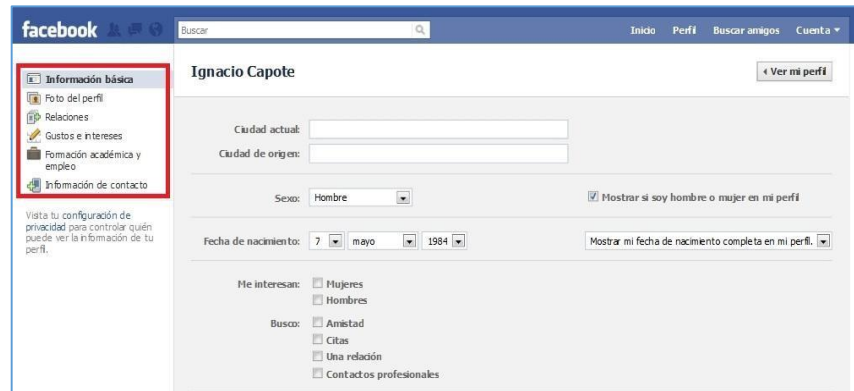 facebook
Buscar
Inicio Perfil Buscar amigos Cuenta
Información básica
Foto del perfil
Relaciones
Gustos e intereses
Formación académica y
empleo
Información de contacto
Visita tu configuración de
privacidad para controlar quién
puede ver la información de tu
perfil.
Ignacio Capote
Ver mi perfil
Ciudad actual:
Ciudad de origen:
Sexo: Hombre
Mostrar si soy hombre o mujer en mi perfil
Fecha de nacimiento: 7 mayo 1984
Mostrar mi fecha de nacimiento completa en mi perfil.
Me interesan: Mujeres
Hombres
Busco: Amistad
Citas
Una relación
Contactos profesionales